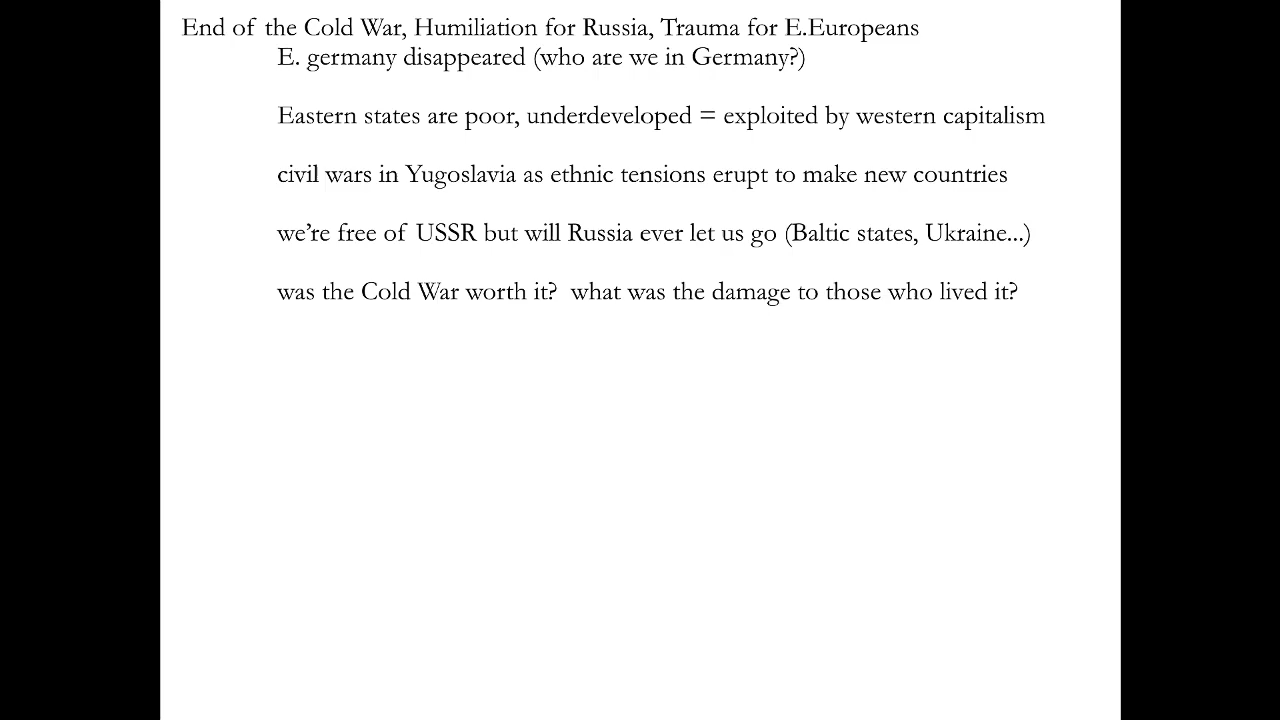 End of the Cold War, Humiliation for Russia, Trauma for E.Europeans
E. germany disappeared (who are we in Germany?)
Eastern states are poor, underdeveloped = exploited by western capitalism
civil wars in Yugoslavia as ethnic tensions erupt to make new countries
we're free of USSR but will Russia ever let us go (Baltic states, Ukraine...)
was the Cold War worth it?  what was the damage to those who lived it?